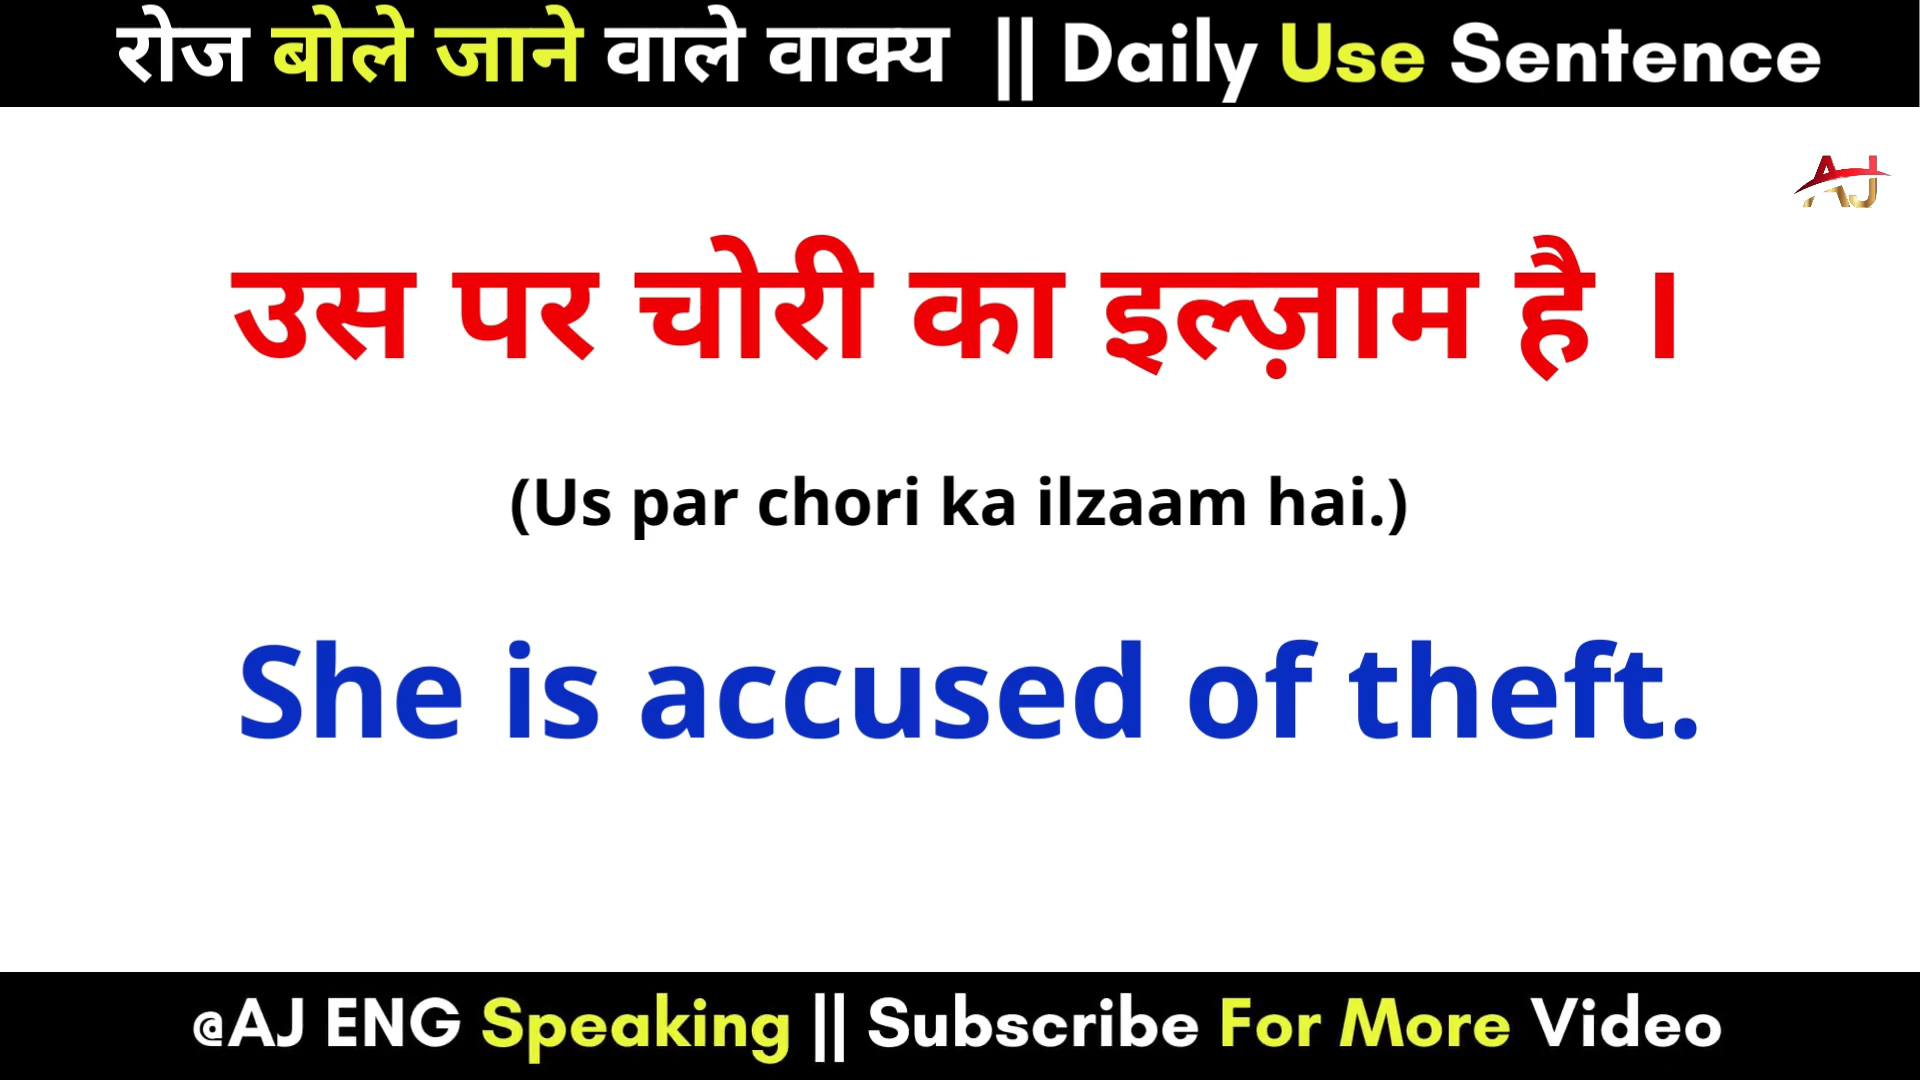 रोज बोले जाने वाले वाक्य || Daily Use Sentence
AJ
उस पर चोरी का इल्ज़ाम है ।
(Us par chori ka ilzaam hai.)
She is accused of theft.
@AJ ENG Speaking || Subscribe For More Video